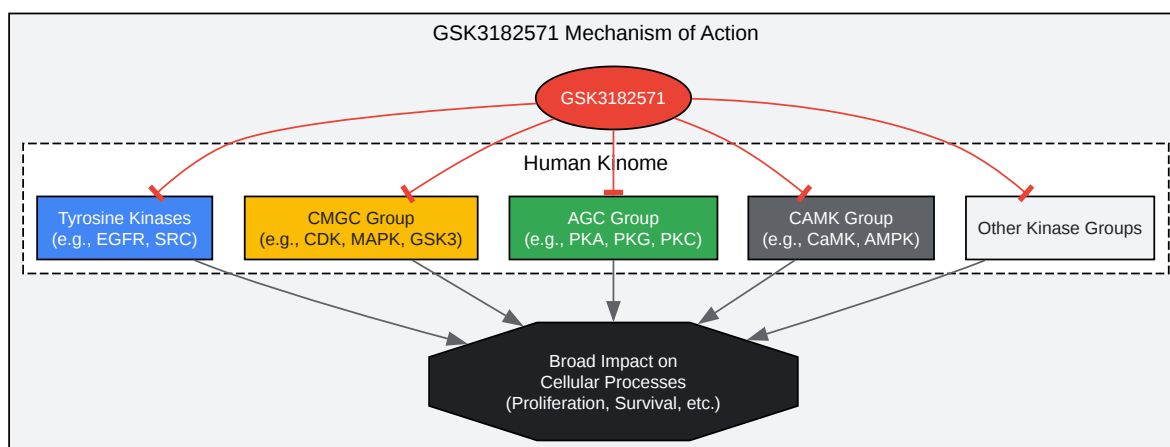 GSK3182571 Mechanism of Action
GSK3182571
Human Kinome
Tyrosine Kinases
(e.g., EGFR, SRC)
CMGC Group
(e.g., CDK, MAPK, GSK3)
AGC Group
(e.g., PKA, PKG, PKC)
CAMK Group
(e.g., CaMK, AMPK)
Other Kinase Groups
Broad Impact on
Cellular Processes
(Proliferation, Survival, etc.)